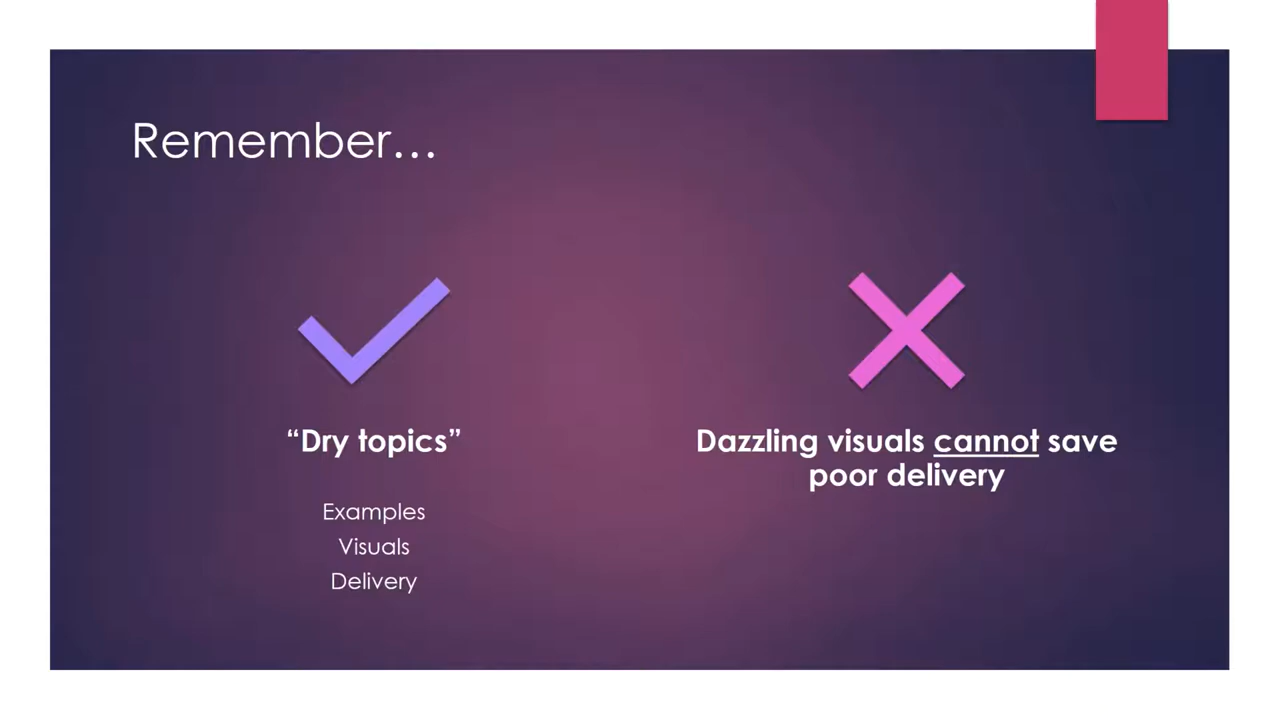 Remember…
“Dry topics”
Examples
Visuals
Delivery
Dazzling visuals cannot save
poor delivery